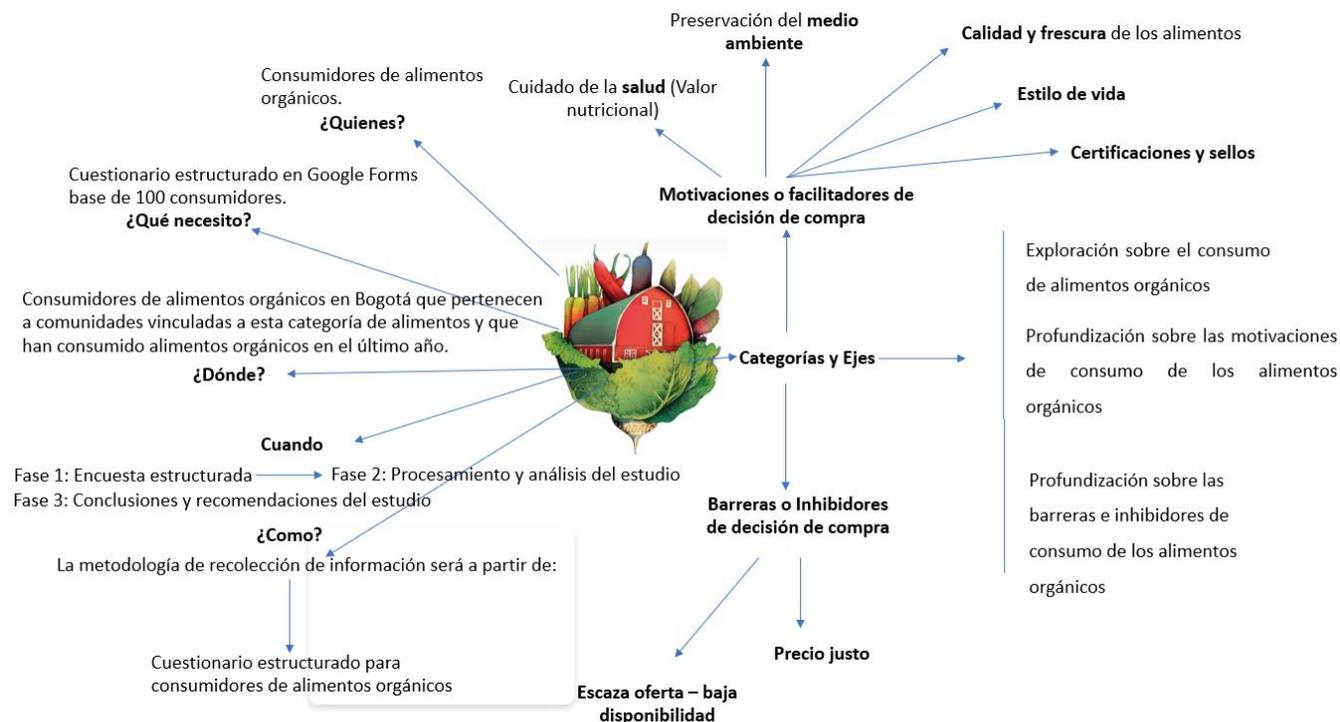 Preservación del medio
ambiente
Calidad y frescura de los alimentos
Consumidores de alimentos
orgánicos.
¿Quienes?
Cuidado de la salud (Valor
nutricional)
Estilo de vida
Certificaciones y sellos
Cuestionario estructurado en Google Forms
base de 100 consumidores.
¿Qué necesito?
Motivaciones o facilitadores de
decisión de compra
Exploración sobre el consumo
de alimentos orgánicos
Consumidores de alimentos orgánicos en Bogotá que pertenecen
a comunidades vinculadas a esta categoría de alimentos y que
han consumido alimentos orgánicos en el último año.
¿Dónde?
Categorías y Ejes
Profundización sobre las motivaciones
de consumo de los alimentos
orgánicos
Cuando
Fase 1: Encuesta estructurada
Fase 2: Procesamiento y análisis del estudio
Fase 3: Conclusiones y recomendaciones del estudio
Barreras o Inhibidores
de decisión de compra
Profundización sobre las
barreras e inhibidores de
consumo de los alimentos
orgánicos
¿Como?
La metodología de recolección de información será a partir de:
Cuestionario estructurado para
consumidores de alimentos orgánicos
Precio justo
Escaza oferta – baja
disponibilidad